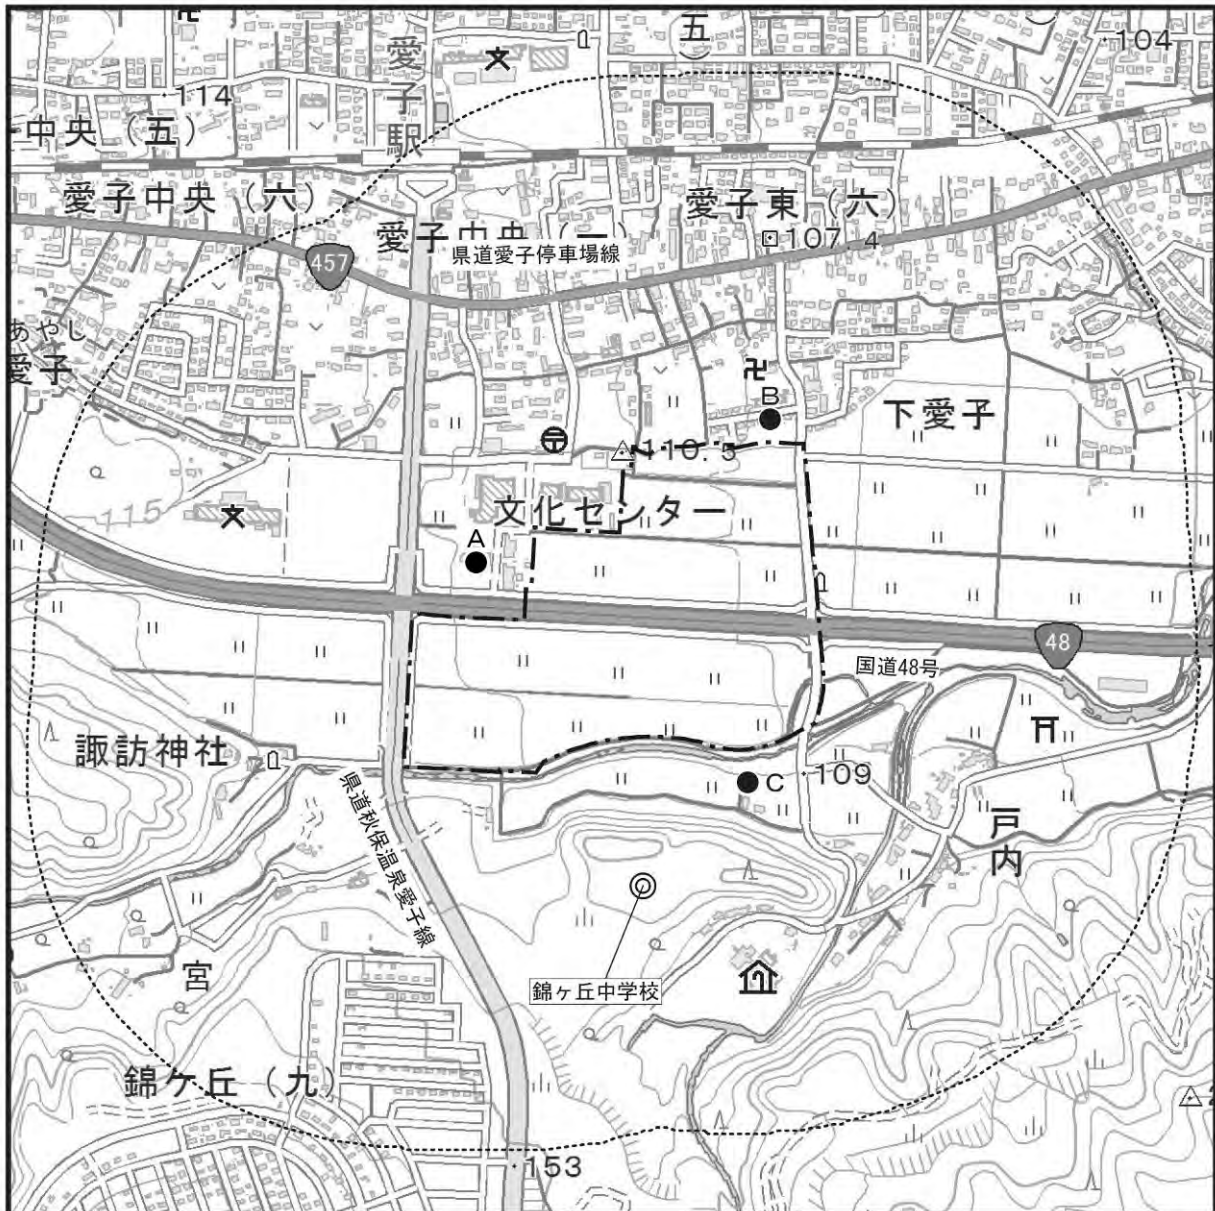 五
104
愛子駅
114
中央（五）
愛子中央（六）
愛子東（六）
107.4
愛子中央（一）
県道愛子停車場線
457
あやし
愛子
B
下愛子
110.5
115
文化センター
A
48
国道48号
諏訪神社
C
109
県道秋保温泉愛子線
戸内
錦ヶ丘中学校
宮
錦ケ丘（九）
153